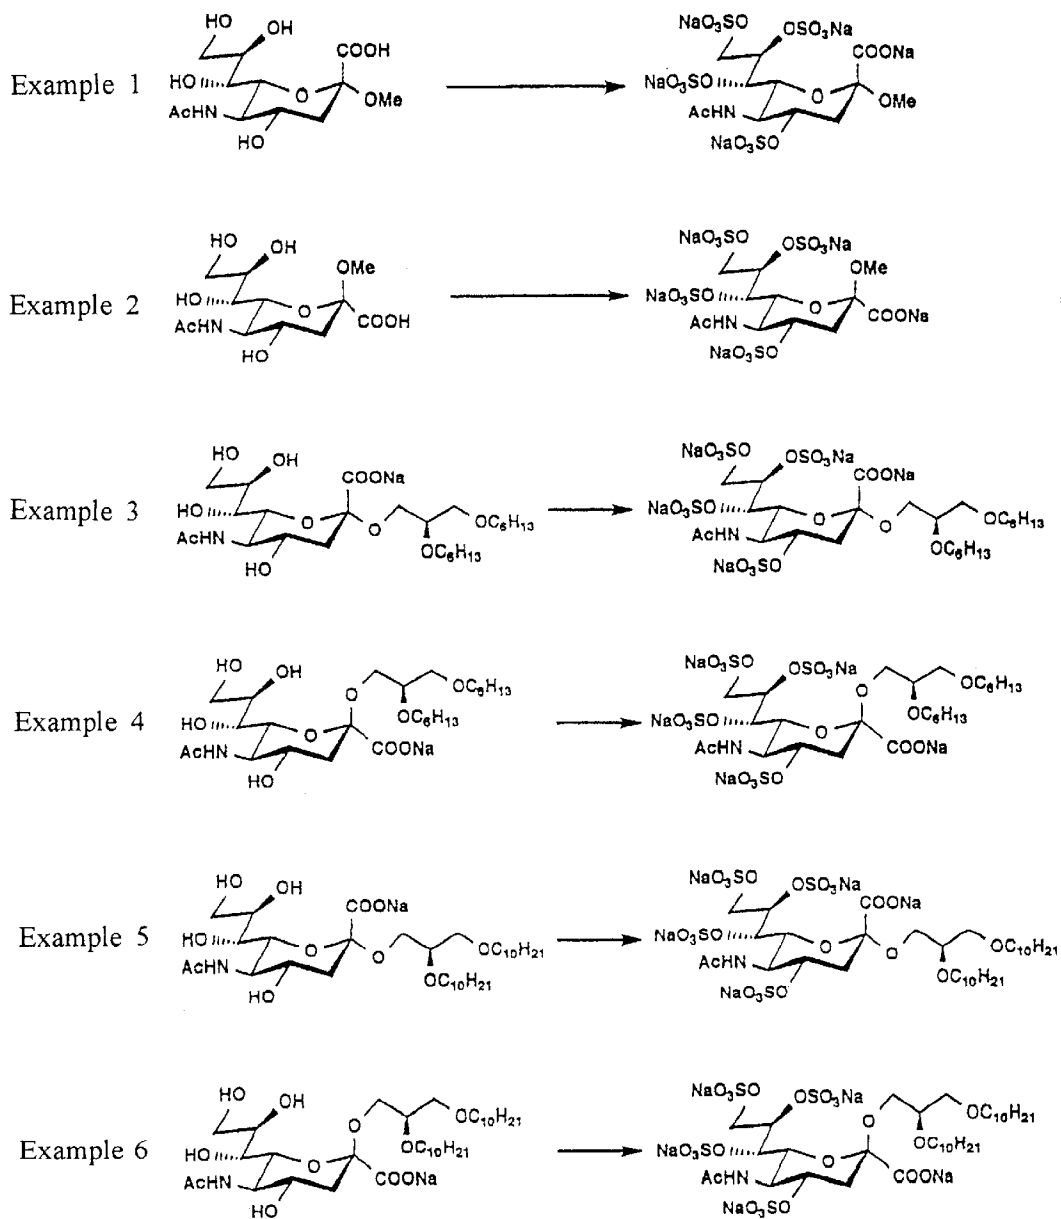 HO OH COOH NaO₃SO OSO₃Na COONa
Example 1 HO O OMe NaO₃SO O OMe
AcHN AcHN
HO NaO₃SO
HO OH OMe NaO₃SO OSO₃Na OMe
Example 2 HO O COOH NaO₃SO O COONa
AcHN AcHN
HO NaO₃SO
HO OH COONa NaO₃SO OSO₃Na COONa
Example 3 HO O O OC₆H₁₃ NaO₃SO O O OC₆H₁₃
AcHN OC₆H₁₃ AcHN OC₆H₁₃
HO NaO₃SO
HO OH O OC₆H₁₃ NaO₃SO OSO₃Na O OC₆H₁₃
OC₆H₁₃ OC₆H₁₃
Example 4 HO O COONa NaO₃SO O COONa
AcHN AcHN
HO NaO₃SO
HO OH COONa NaO₃SO OSO₃Na COONa
Example 5 HO O O OC₁₀H₂₁ NaO₃SO O O OC₁₀H₂₁
AcHN OC₁₀H₂₁ AcHN OC₁₀H₂₁
HO NaO₃SO
HO OH O OC₁₀H₂₁ NaO₃SO OSO₃Na O OC₁₀H₂₁
OC₁₀H₂₁ OC₁₀H₂₁
Example 6 HO O COONa NaO₃SO O COONa
AcHN AcHN
HO NaO₃SO